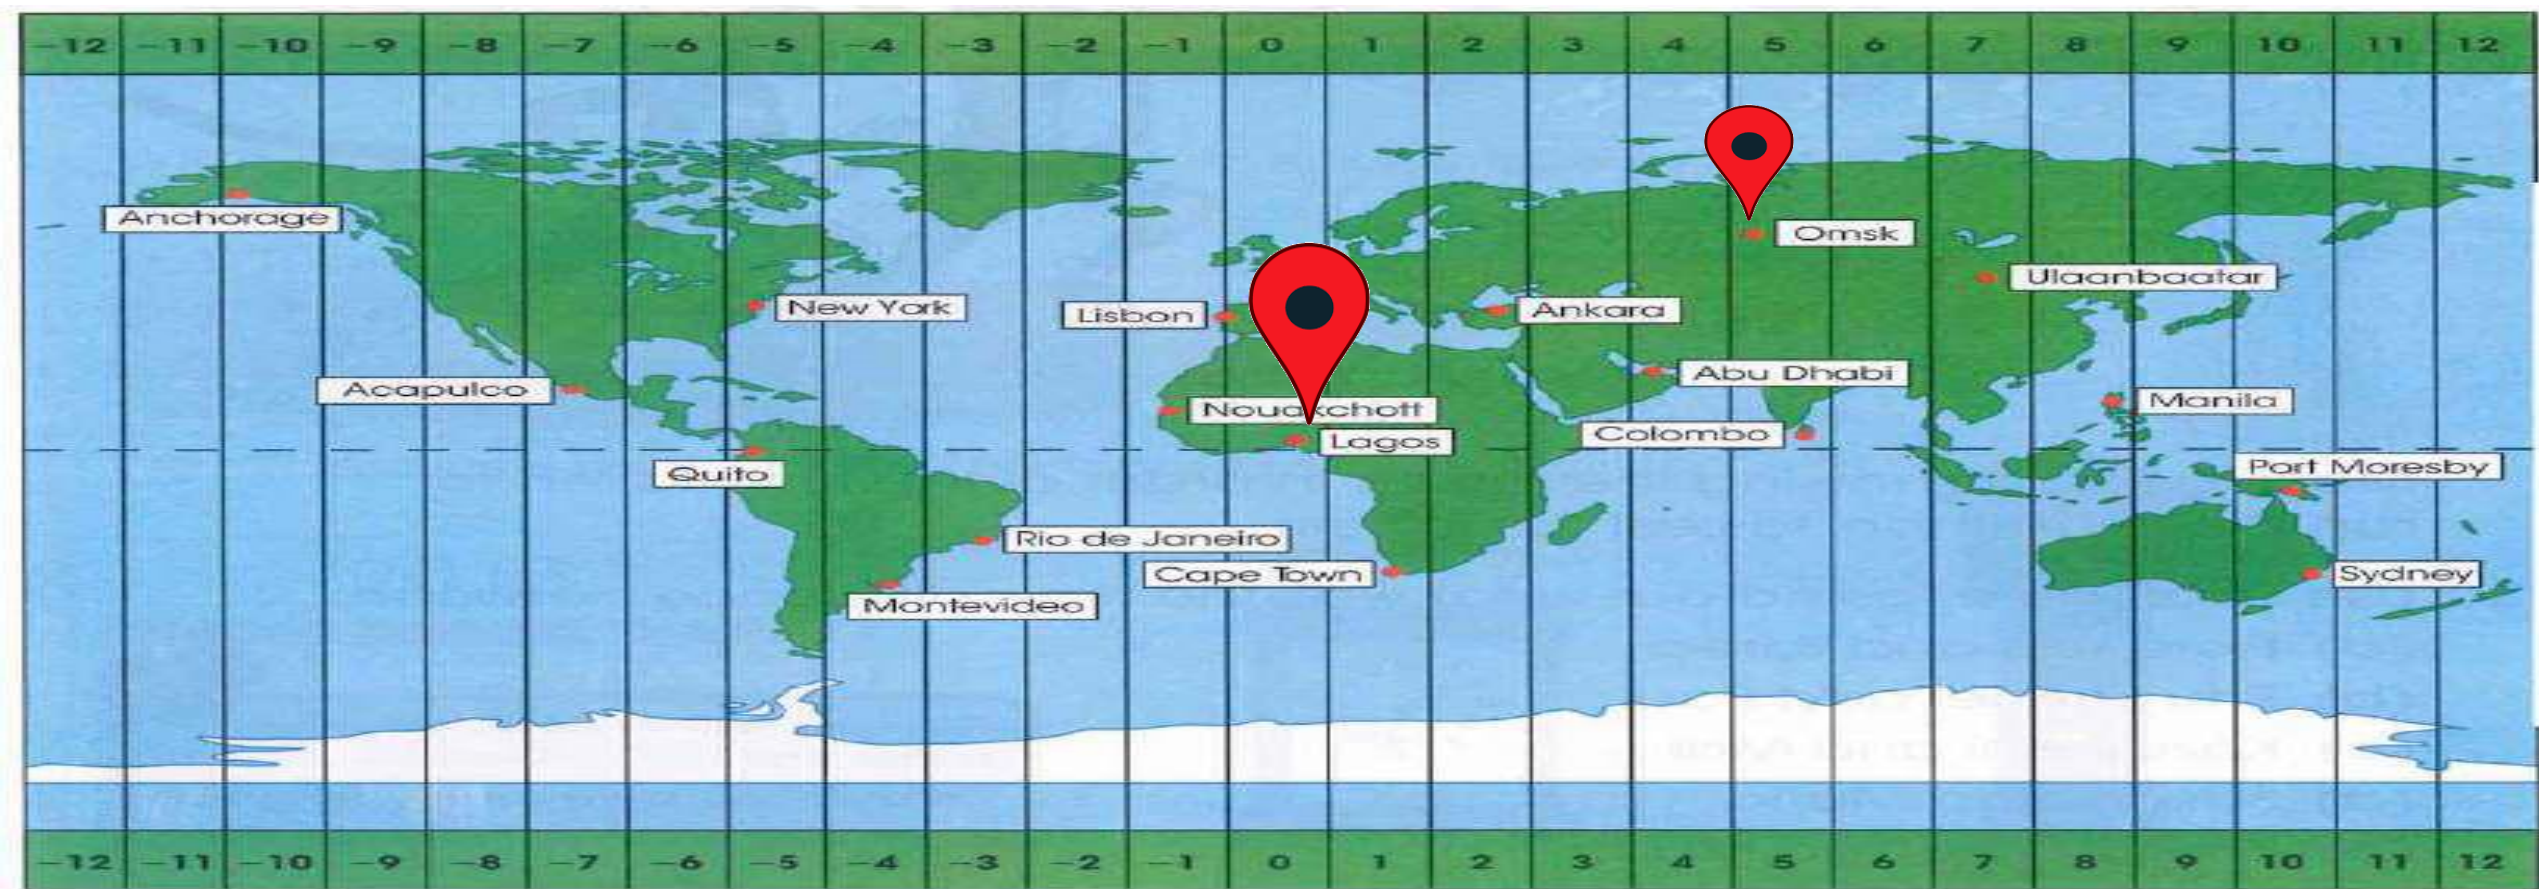 -12 -11 -10 -9 -8 -7 -6 -5 -4 -3 -2 -1 0 1 2 3 4 5 6 7 8 9 10 11 12
Anchorage
Omsk
Ulaanbaatar
New York
Lisbon
Ankara
Acapulco
Abu Dhabi
Nouakchott
Manila
Lagos
Colombo
Quito
Port Moresby
Rio de Janeiro
Cape Town
Sydney
Montevideo
-12 -11 -10 -9 -8 -7 -6 -5 -4 -3 -2 -1 0 1 2 3 4 5 6 7 8 9 10 11 12